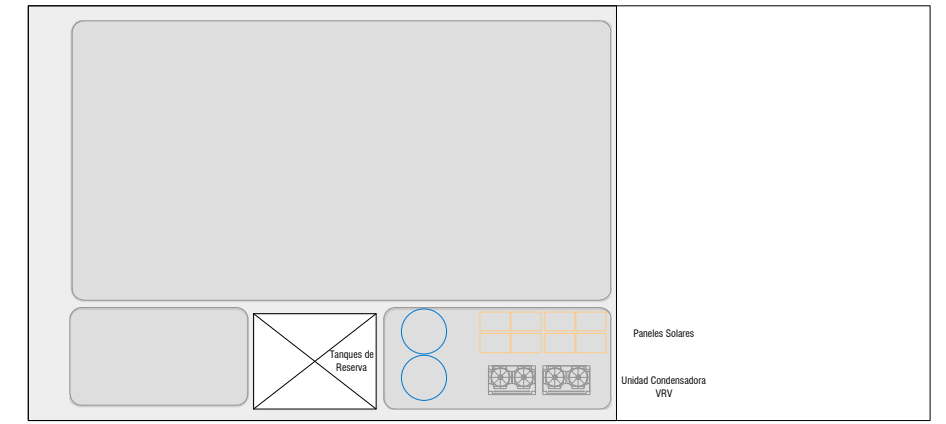 Paneles Solares
Tanques de
Reserva
Unidad Condensadora
VRV